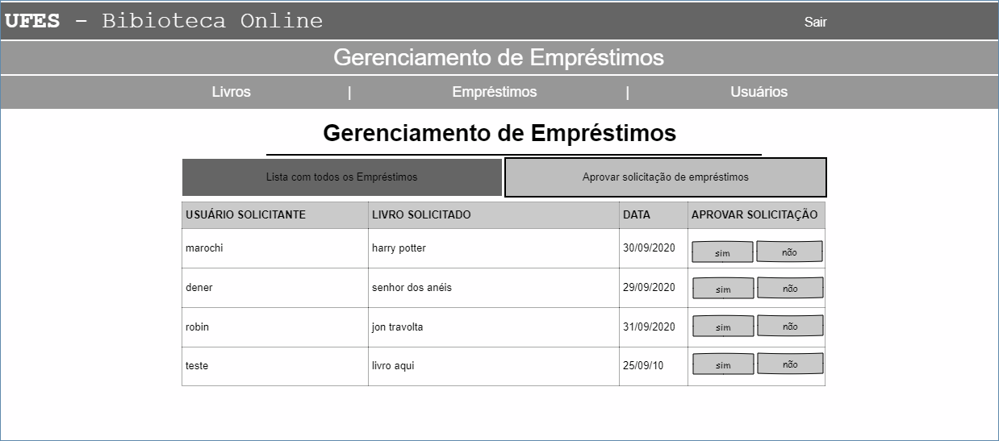 UFES - Bibioteca Online Sair
Gerenciamento de Empréstimos
Livros | Empréstimos | Usuários
Gerenciamento de Empréstimos
Lista com todos os Empréstimos Aprovar solicitação de empréstimos
USUÁRIO SOLICITANTE LIVRO SOLICITADO DATA APROVAR SOLICITAÇÃO
marochi harry potter 30/09/2020 sim não
dener senhor dos anéis 29/09/2020 sim não
robin jon travolta 31/09/2020 sim não
teste livro aqui 25/09/10 sim não